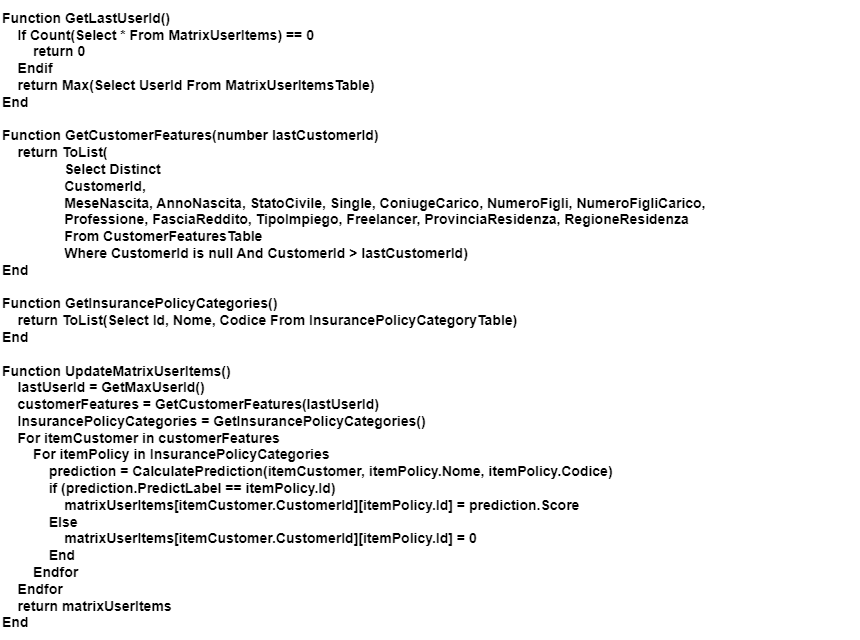 Function GetLastUserId()
If Count(Select * From MatrixUserItems) == 0
return 0
Endif
return Max(Select UserId From MatrixUserItemsTable)
End
Function GetCustomerFeatures(number lastCustomerId)
return ToList(
Select Distinct
CustomerId,
MeseNascita, AnnoNascita, StatoCivile, Single, ConiugeCarico, NumeroFigli, NumeroFigliCarico,
Professione, FasciaReddito, TipoImpiego, Freelancer, ProvinciaResidenza, RegioneResidenza
From CustomerFeaturesTable
Where CustomerId is null And CustomerId > lastCustomerId)
End
Function GetInsurancePolicyCategories()
return ToList(Select Id, Nome, Codice From InsurancePolicyCategoryTable)
End
Function UpdateMatrixUserItems()
lastUserId = GetMaxUserId()
customerFeatures = GetCustomerFeatures(lastUserId)
InsurancePolicyCategories = GetInsurancePolicyCategories()
For itemCustomer in customerFeatures
For itemPolicy in InsurancePolicyCategories
prediction = CalculatePrediction(itemCustomer, itemPolicy.Nome, itemPolicy.Codice)
if (prediction.PredictLabel == itemPolicy.Id)
matrixUserItems[itemCustomer.CustomerId][itemPolicy.Id] = prediction.Score
Else
matrixUserItems[itemCustomer.CustomerId][itemPolicy.Id] = 0
End
Endfor
Endfor
return matrixUserItems
End